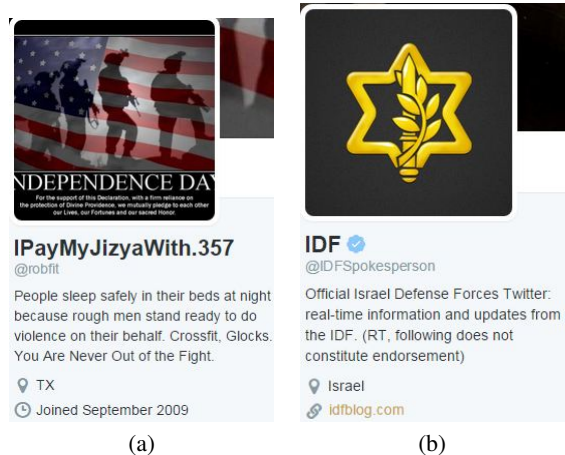 NDEPENDENCE DAY
For the support of this Declaration, with a firm reliance on
the protection of Divine Providence, we mutually pledge to each other
our Lives, our Fortunes and our sacred Honor.
IPayMyJizyaWith.357
@robfit
People sleep safely in their beds at night
because rough men stand ready to do
violence on their behalf. Crossfit, Glocks.
You Are Never Out of the Fight.
TX
Joined September 2009
(a)
IDF
@IDFSpokesperson
Official Israel Defense Forces Twitter:
real-time information and updates from
the IDF. (RT, following does not
constitute endorsement)
Israel
idfblog.com
(b)